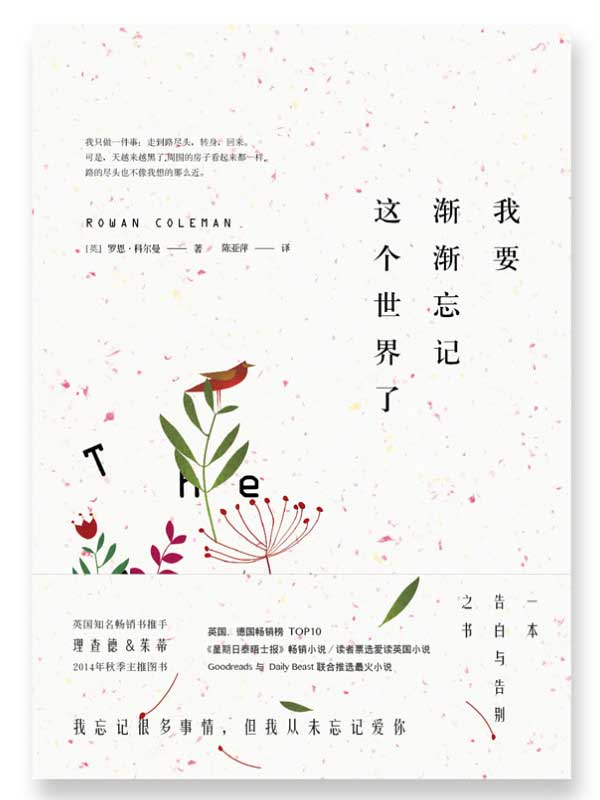 我只做一件事：走到路尽头，转身，回来。
可是，天越来越黑了，周围的房子看起来都一样，
路的尽头也不像我想的那么近。
ROWAN COLEMAN
[英] 罗恩·科尔曼 —— 著 陈亚萍 —— 译
我要
渐渐忘记
这个世界了
The
一本
告白与告别
之书
英国知名畅销书推手
理查德&茱蒂
2014年秋季主推图书
英国、德国畅销榜 TOP10
《星期日泰晤士报》畅销小说／读者票选爱读英国小说
Goodreads 与 Daily Beast 联合推选最火小说
我忘记很多事情，但我从未忘记爱你